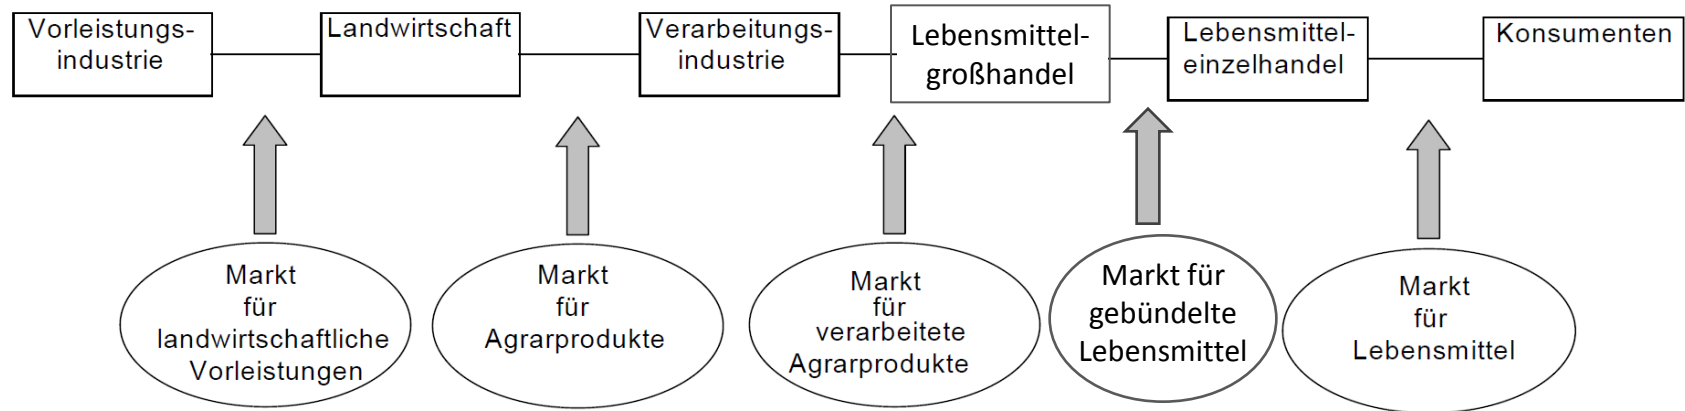 Vorleistungs-
industrie
Landwirtschaft
Verarbeitungs-
industrie
Lebensmittel-
großhandel
Lebensmittel-
einzelhandel
Konsumenten
Markt
für
landwirtschaftliche
Vorleistungen
Markt
für
Agrarprodukte
Markt
für
verarbeitete
Agrarprodukte
Markt für
gebündelte
Lebensmittel
Markt
für
Lebensmittel